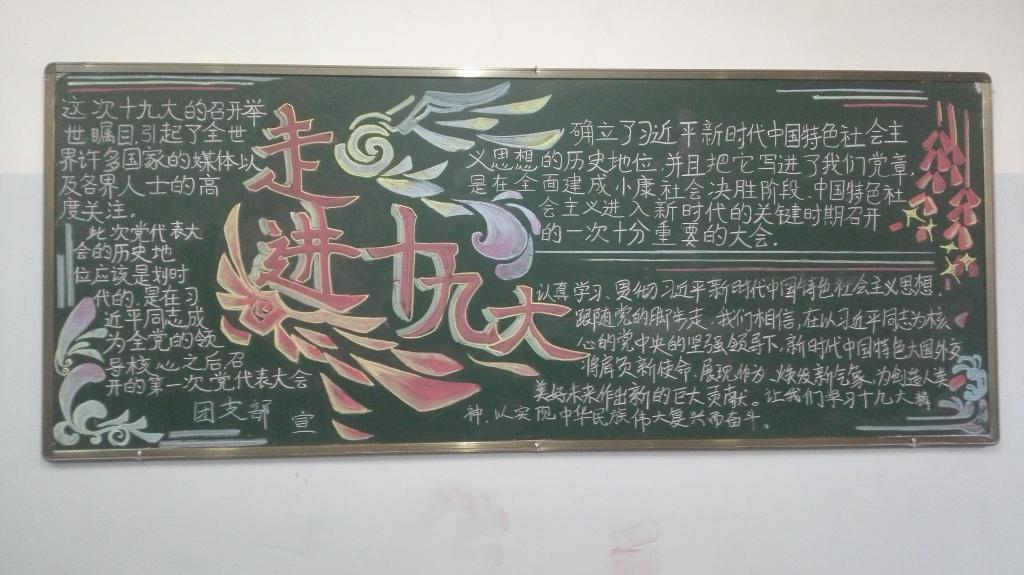 这次十九大的召开举
世瞩目,引起了全世
界许多国家的媒体以
及各界人士的高
度关注.
此次党代表大
会的历史地
位应该是划时
代的,是在习
近平同志成
为全党的领
导核心之后召
开的第一次党代表大会
团支部 宣
走
进十九大
确立了习近平新时代中国特色社会主
义思想的历史地位,并且把它写进了我们党章,
是在全面建成小康社会决胜阶段、中国特色社
会主义进入新时代的关键时期召开
的一次十分重要的大会.
认真学习、贯彻习近平新时代中国特色社会主义思想,
跟随党的脚步走,我们相信,在以习近平同志为核
心的党中央的坚强领导下,新时代中国特色大国外交
将肩负新使命、展现作为、焕发新气象,为创造人类
美好未来作出新的巨大贡献。让我们学习十九大精
神,以实现中华民族伟大复兴而奋斗。